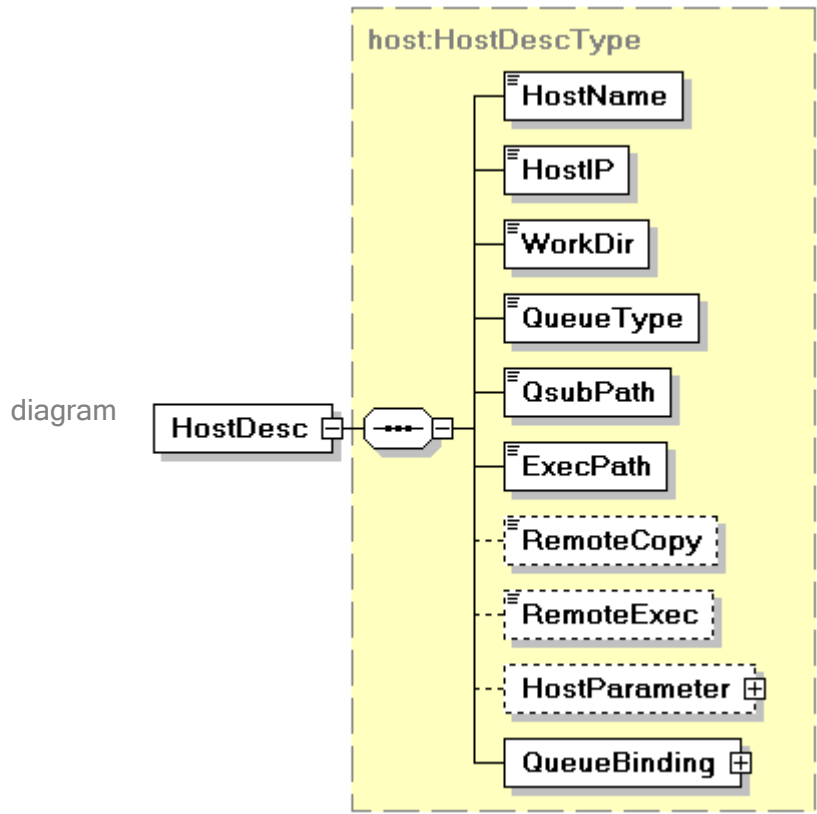 host:HostDescType
HostName
HostIP
WorkDir
QueueType
QsubPath
diagram
HostDesc
ExecPath
RemoteCopy
RemoteExec
HostParameter
QueueBinding